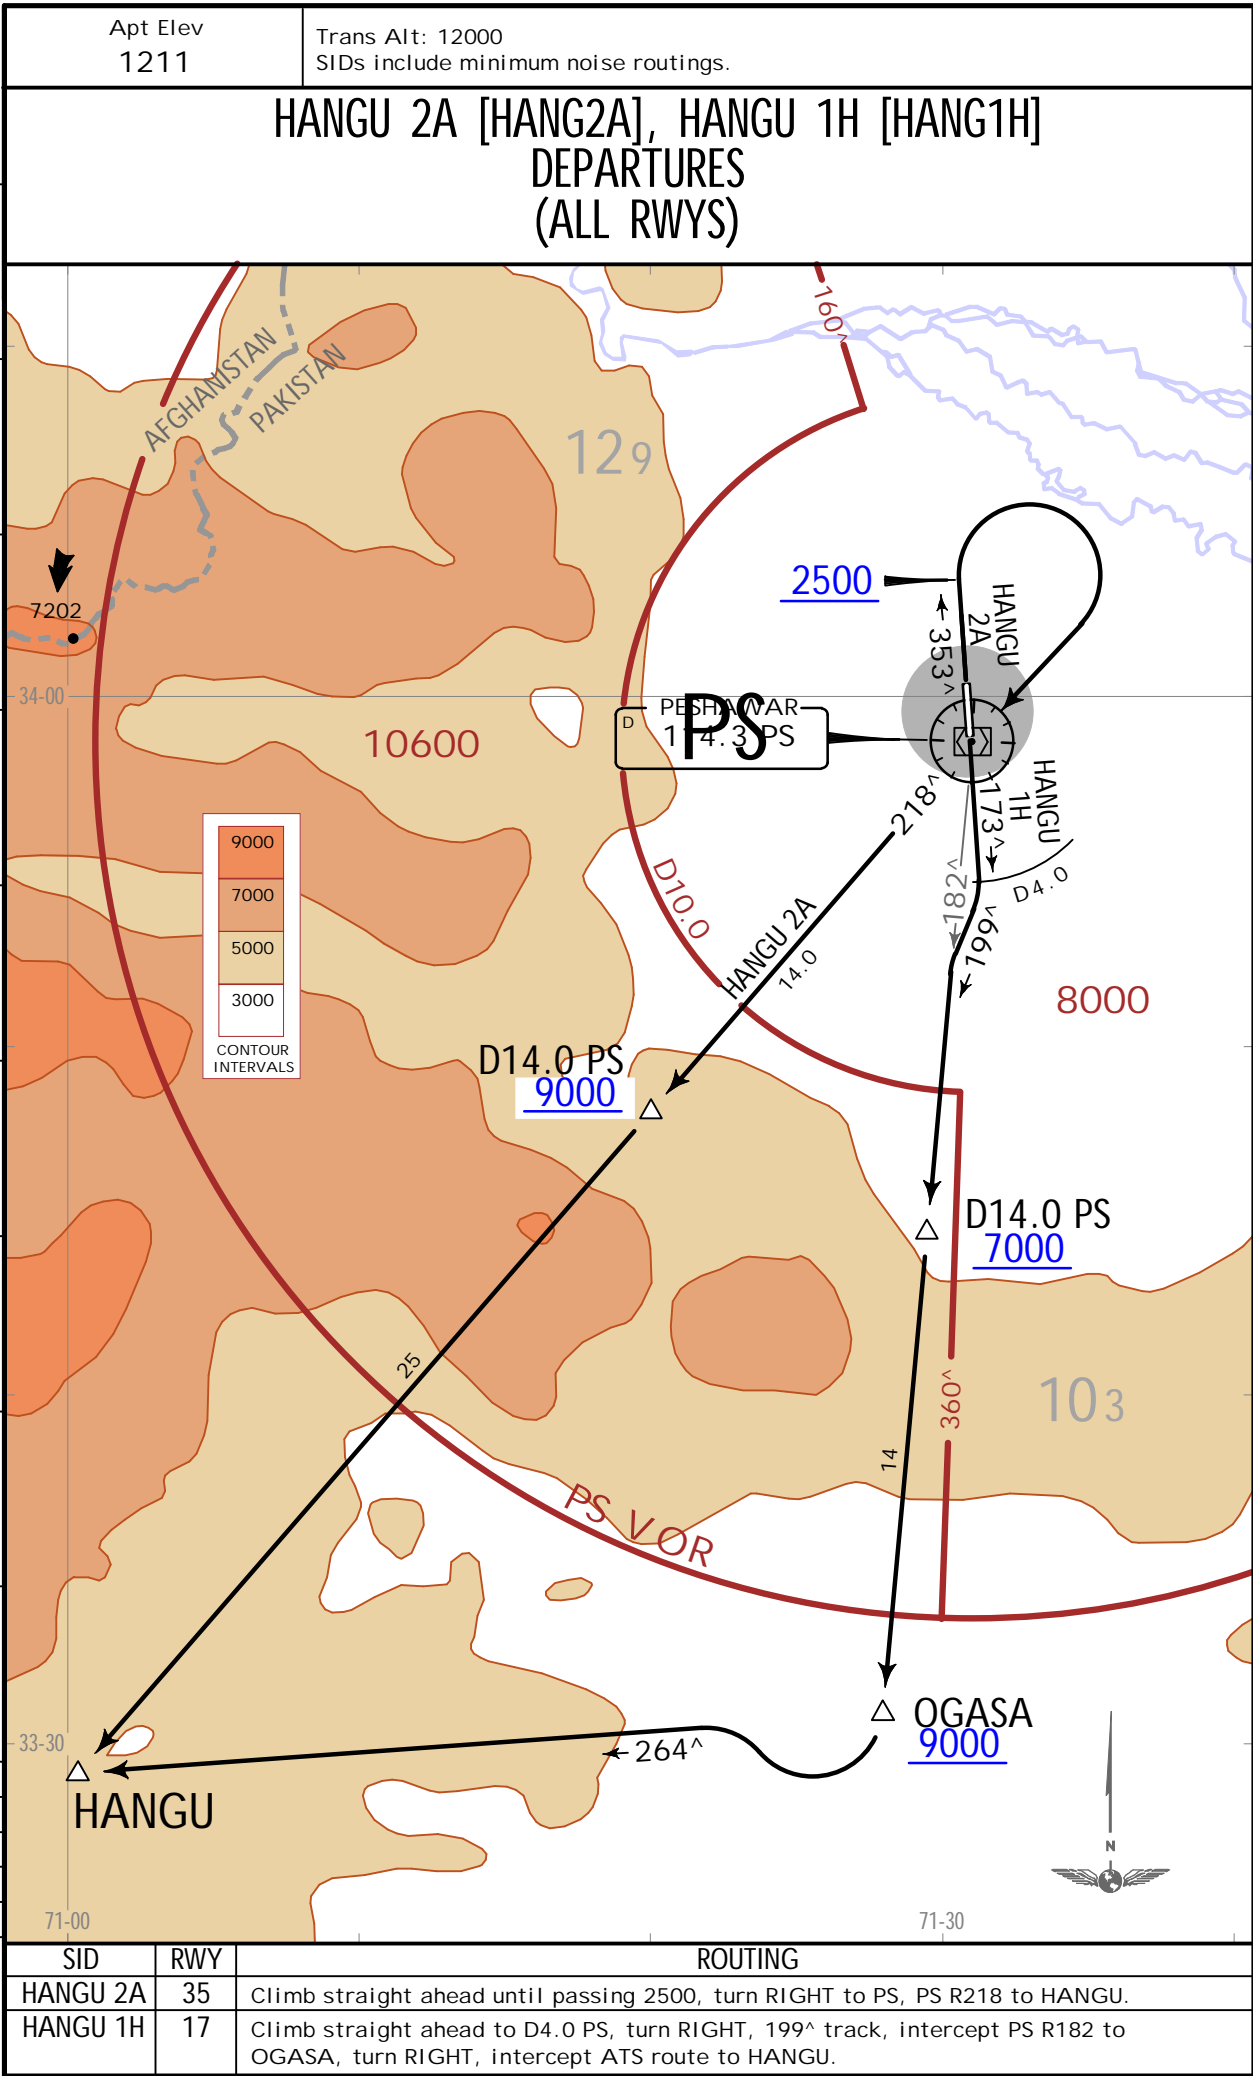 Apt Elev
1211
Trans Alt: 12000
SIDs include minimum noise routings.
HANGU 2A [HANG2A], HANGU 1H [HANG1H]
DEPARTURES
(ALL RWYS)
160^
AFGHANISTAN
PAKISTAN
129
2500
HANGU
2A
353^
7202
34-00
PESHAWAR
D
114.3 PS
PS
10600
218^
HANGU
1H
173^
D4.0
182^
199^
9000
7000
5000
3000
CONTOUR
INTERVALS
D10.0
HANGU 2A
14.0
8000
D14.0 PS
9000
D14.0 PS
7000
25
360^
103
14
PS VOR
OGASA
9000
33-30
264^
HANGU
N
71-00
71-30
SID RWY ROUTING
HANGU 2A 35 Climb straight ahead until passing 2500, turn RIGHT to PS, PS R218 to HANGU.
HANGU 1H 17 Climb straight ahead to D4.0 PS, turn RIGHT, 199^ track, intercept PS R182 to
OGASA, turn RIGHT, intercept ATS route to HANGU.